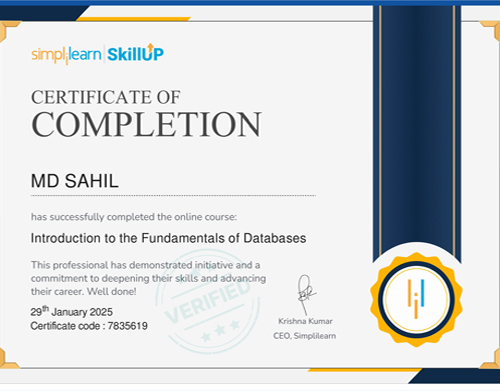 simplilearn | SkillUP
CERTIFICATE OF
COMPLETION
MD SAHIL
has successfully completed the online course:
Introduction to the Fundamentals of Databases
This professional has demonstrated initiative and a
commitment to deepening their skills and advancing
their career. Well done!
VERIFIED
29th January 2025
Certificate code : 7835619
Krishna Kumar
CEO, Simplilearn